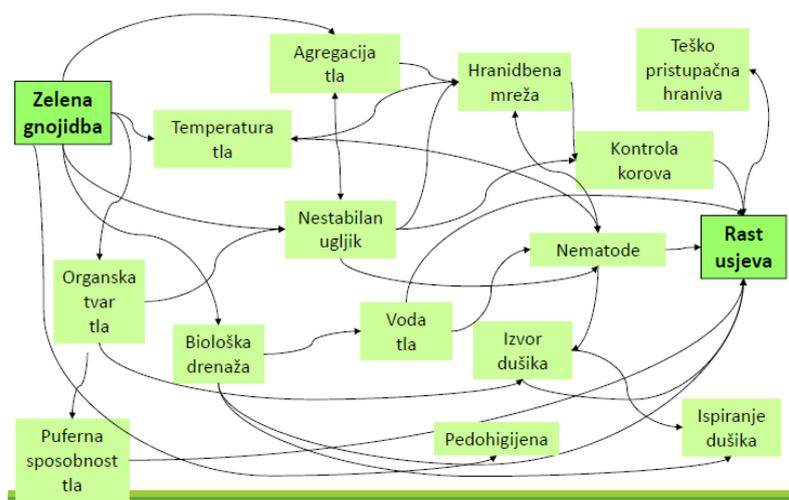 Agregacija
tla
Hranidbena
mreža
Teško
pristupačna
hraniva
Zelena
gnojidba
Temperatura
tla
Kontrola
korova
Nestabilan
ugljik
Nematode
Rast
usjeva
Organska
tvar
tla
Biološka
drenaža
Voda
tla
Izvor
dušika
Puferna
sposobnost
tla
Pedohigijena
Ispiranje
dušika